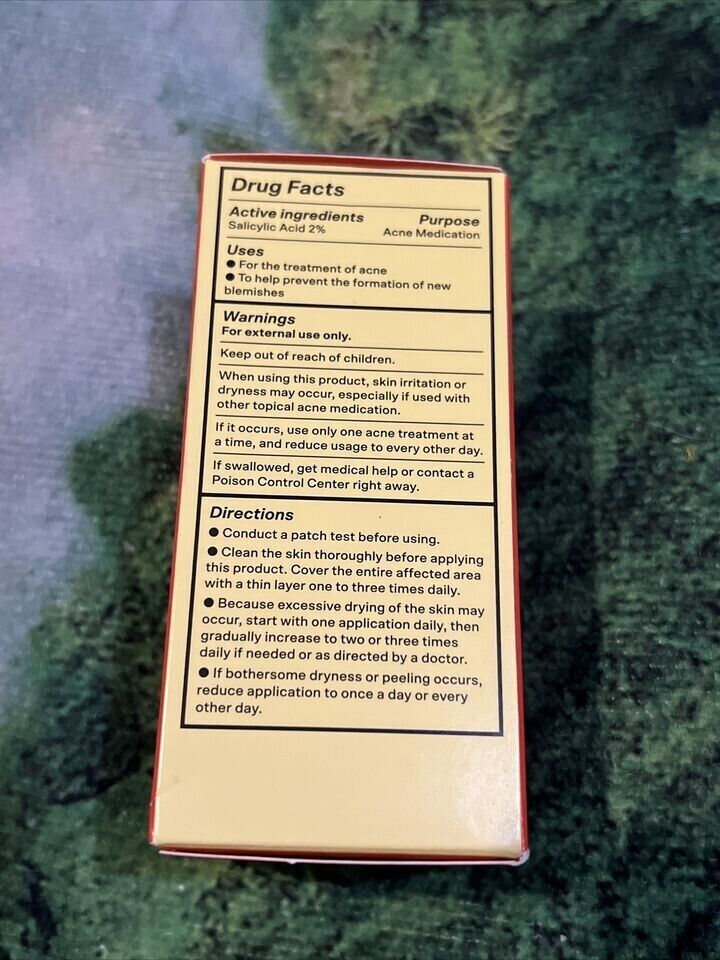 Drug Facts
Active ingredients Purpose
Salicylic Acid 2% Acne Medication
Uses
● For the treatment of acne
● To help prevent the formation of new
blemishes
Warnings
For external use only.
Keep out of reach of children.
When using this product, skin irritation or
dryness may occur, especially if used with
other topical acne medication.
If it occurs, use only one acne treatment at
a time, and reduce usage to every other day.
If swallowed, get medical help or contact a
Poison Control Center right away.
Directions
● Conduct a patch test before using.
● Clean the skin thoroughly before applying
this product. Cover the entire affected area
with a thin layer one to three times daily.
● Because excessive drying of the skin may
occur, start with one application daily, then
gradually increase to two or three times
daily if needed or as directed by a doctor.
● If bothersome dryness or peeling occurs,
reduce application to once a day or every
other day.